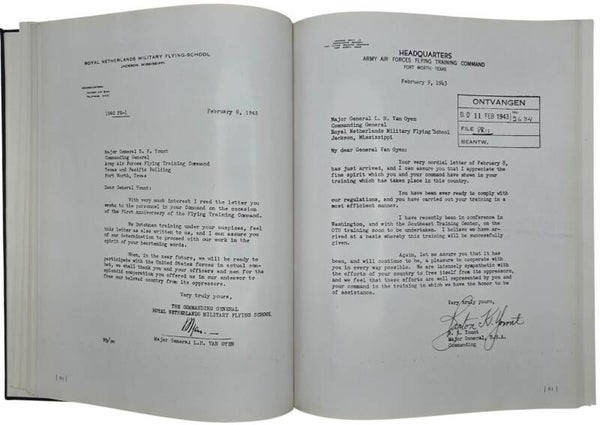 ROYAL NETHERLANDS MILITARY FLYING-SCHOOL
JACKSON, MISSISSIPPI
February 8, 1943
Major General B. K. Yount
Commanding General
Army Air Forces Flying Training Command
Texas and Pacific Building
Fort Worth, Texas
Dear General Yount:
With very much interest I read the letter you
wrote to the personnel in your Command on the occasion
of the First Anniversary of the Flying Training Command.
We Dutchmen training under your auspices, feel
this letter as also written to us, and I can assure you
of our determination to proceed with our work in the
spirit of your heartening words.
When, in the near future, we will be ready to
participate with the United States forces in actual com-
bat, we shall thank you and your officers and men for the
splendid cooperation you offered us in our endeavor to
free our beloved country from its oppressors.
Very truly yours,
THE COMMANDING GENERAL
ROYAL NETHERLANDS MILITARY FLYING SCHOOL
Major General L.H. VAN OYEN
HEADQUARTERS
ARMY AIR FORCES FLYING TRAINING COMMAND
FORT WORTH, TEXAS
February 9, 1943
ONTVANGEN
DD 11 FEB 1943 NO
FILE
BEANTW.
Major General L. H. Van Oyen
Commanding General
Royal Netherlands Military Flying School
Jackson, Mississippi
My dear General Van Oyen:
Your very cordial letter of February 8,
has just arrived, and I can assure you that I appreciate the
fine spirit which you and your command have shown in your
training which has taken place in this country.
You have been ever ready to comply with
our regulations, and you have carried out your training in a
most efficient manner.
I have recently been in conference in
Washington, and with the Southeast Training Center, on the
OTU training soon to be undertaken. I believe we have
arrived at a basis whereby this training will be successfully
given.
Again, let me assure you that it has
been, and will continue to be, a pleasure to cooperate with
you in every way possible. We are intensely sympathetic with
the efforts of your country to free itself from the oppressors,
and we feel that these efforts are well represented by you and
your command in the training in which we have the honor to be
of assistance.
Very truly yours,
Barton K. Yount
B. K. Yount
Major General, U.S.A.
Commanding